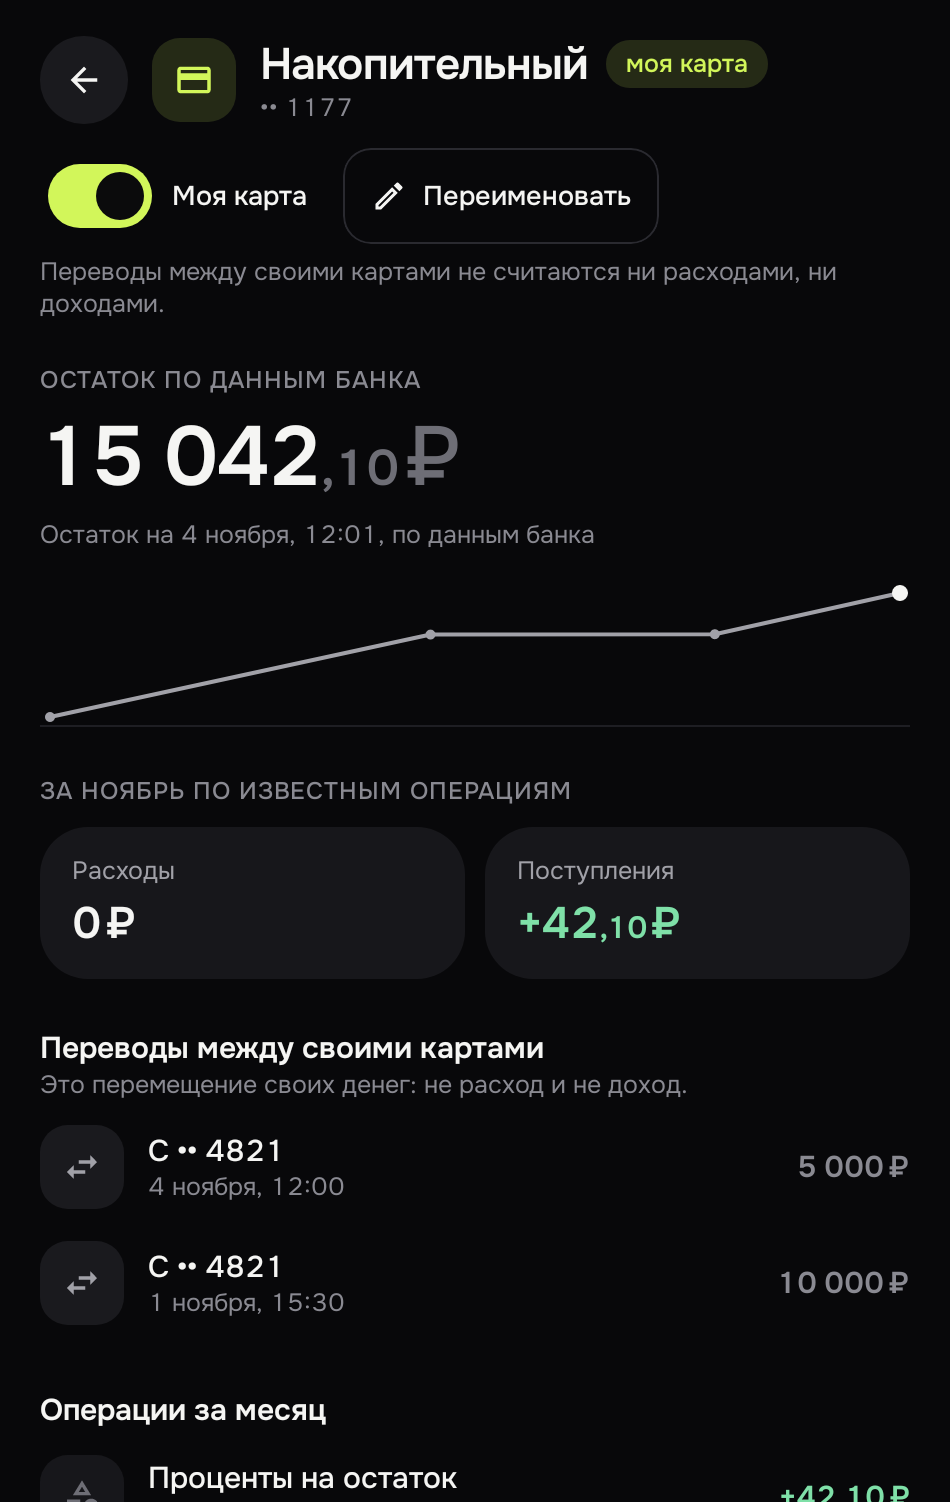 Накопительный моя карта
•• 1177
Моя карта Переименовать
Переводы между своими картами не считаются ни расходами, ни
доходами.
ОСТАТОК ПО ДАННЫМ БАНКА
15 042,10 ₽
Остаток на 4 ноября, 12:01, по данным банка
ЗА НОЯБРЬ ПО ИЗВЕСТНЫМ ОПЕРАЦИЯМ
Расходы Поступления
0 ₽ +42,10 ₽
Переводы между своими картами
Это перемещение своих денег: не расход и не доход.
С •• 4821
4 ноября, 12:00
5 000 ₽
С •• 4821
1 ноября, 15:30
10 000 ₽
Операции за месяц
Проценты на остаток
+42,10 ₽